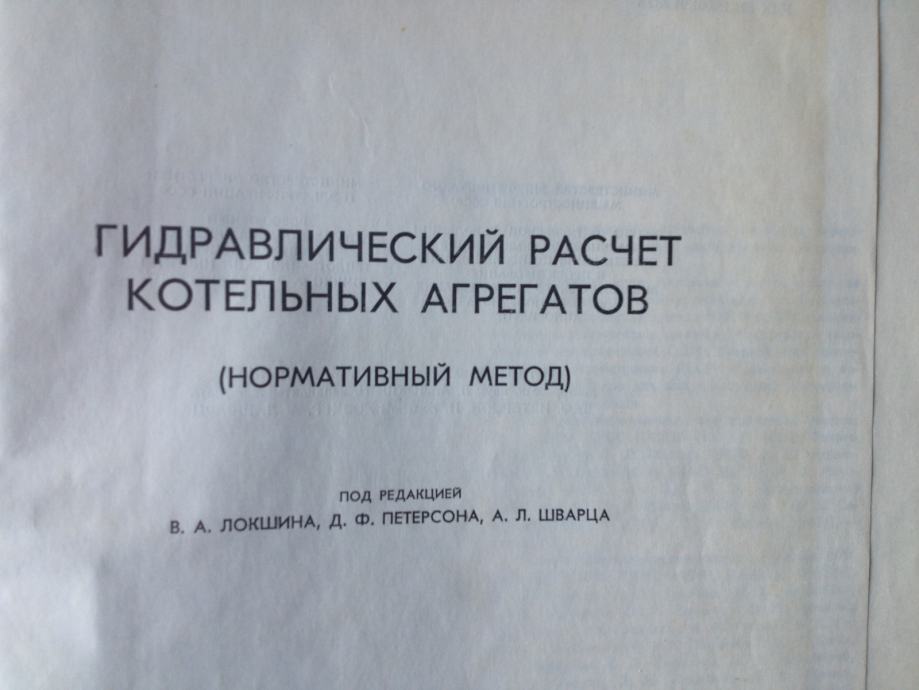 ГИДРАВЛИЧЕСКИЙ РАСЧЕТ
КОТЕЛЬНЫХ АГРЕГАТОВ
(НОРМАТИВНЫЙ МЕТОД)
ПОД РЕДАКЦИЕЙ
В. А. ЛОКШИНА, Д. Ф. ПЕТЕРСОНА, А. Л. ШВАРЦА